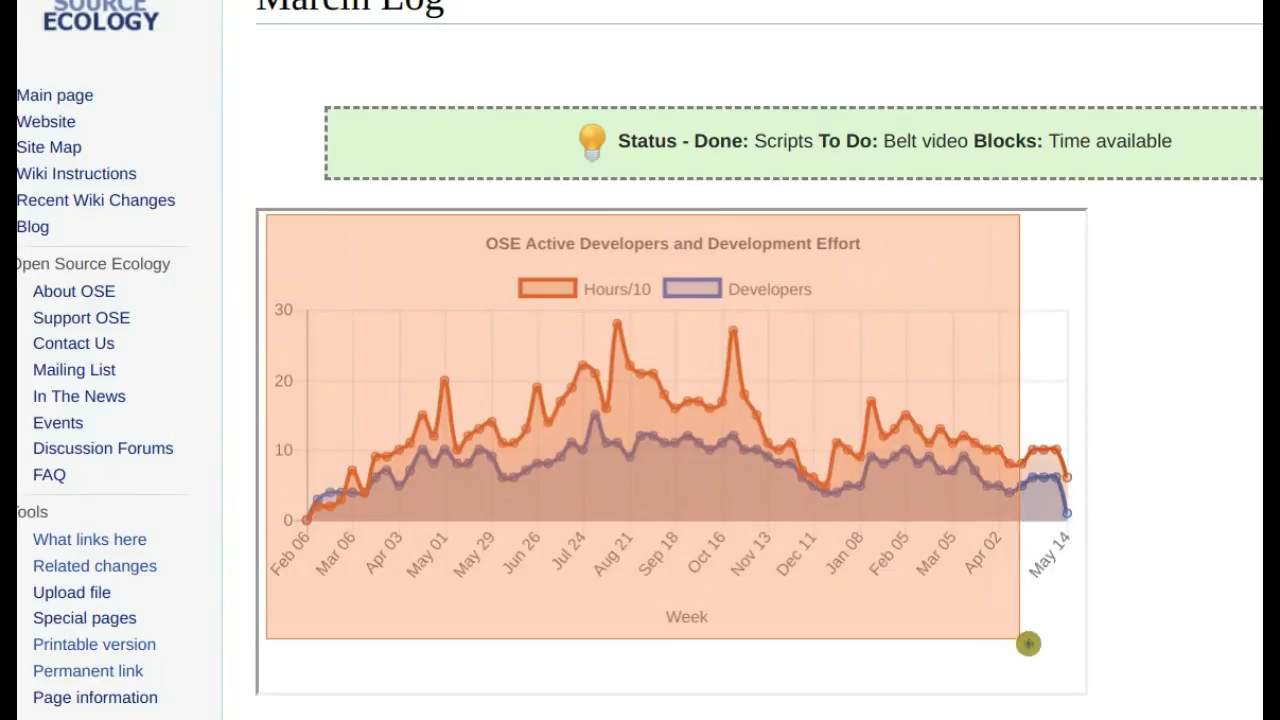 SOURCE
ECOLOGY
Marcin Log
Main page
Website
Site Map
Wiki Instructions
Recent Wiki Changes
Blog
Open Source Ecology
About OSE
Support OSE
Contact Us
Mailing List
In The News
Events
Discussion Forums
FAQ
Tools
What links here
Related changes
Upload file
Special pages
Printable version
Permanent link
Page information
Status - Done: Scripts To Do: Belt video Blocks: Time available
OSE Active Developers and Development Effort
Hours/10 Developers
30
20
10
0
Feb 06 Mar 06 Apr 03 May 01 May 29 Jun 26 Jul 24 Aug 21 Sep 18 Oct 16 Nov 13 Dec 11 Jan 08 Feb 05 Mar 05 Apr 02 May 14
Week